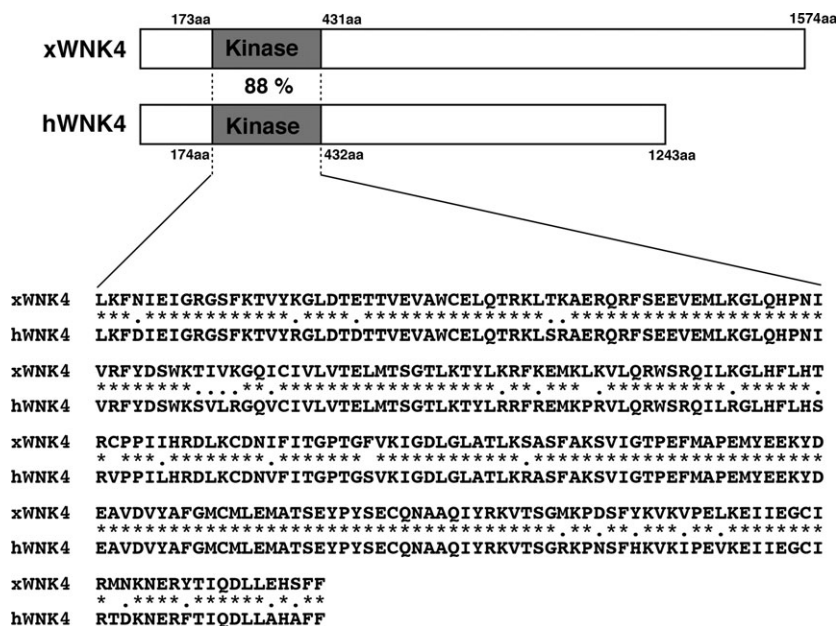 173aa 431aa 1574aa
xWNK4 Kinase
88 %
hWNK4 Kinase
174aa 432aa 1243aa
xWNK4 LKFNIEIGRGSFKTVYKGLDTETTVEVAWCELQTRKLTKAERQRFSEEVEMLKGLQHPNI
***.************.****.***************..*********************
hWNK4 LKFDIEIGRGSFKTVYRGLDTDTTVEVAWCELQTRKLSRAERQRFSEEVEMLKGLQHPNI
xWNK4 VRFYDSWKTIVKGQICIVLVTELMTSGTLKTYLKRFKEMKLKVLQRWSRQILKGLHFLHT
********....**.******************.**.*** .**********.******.
hWNK4 VRFYDSWKSVLRGQVCIVLVTELMTSGTLKTYLRRFREMKPRVLQRWSRQILRGLHFLHS
xWNK4 RCPPIIHRDLKCDNIFITGPTGFVKIGDLGLATLKSASFAKSVIGTPEFMAPEMYEEKYD
* ***.********.******* ************.************************
hWNK4 RVPPILHRDLKCDNVFITGPTGSVKIGDLGLATLKRASFAKSVIGTPEFMAPEMYEEKYD
xWNK4 EAVDVYAFGMCMLEMATSEYPYSECQNAAQIYRKVTSGMKPDSFYKVKVPELKEIIEGCI
**************************************.**.**.***.**.********
hWNK4 EAVDVYAFGMCMLEMATSEYPYSECQNAAQIYRKVTSGRKPNSFHKVKIPEVKEIIEGCI
xWNK4 RMNKNERYTIQDLLEHSFF
* .****.******.*.**
hWNK4 RTDKNERFTIQDLLAHAFF